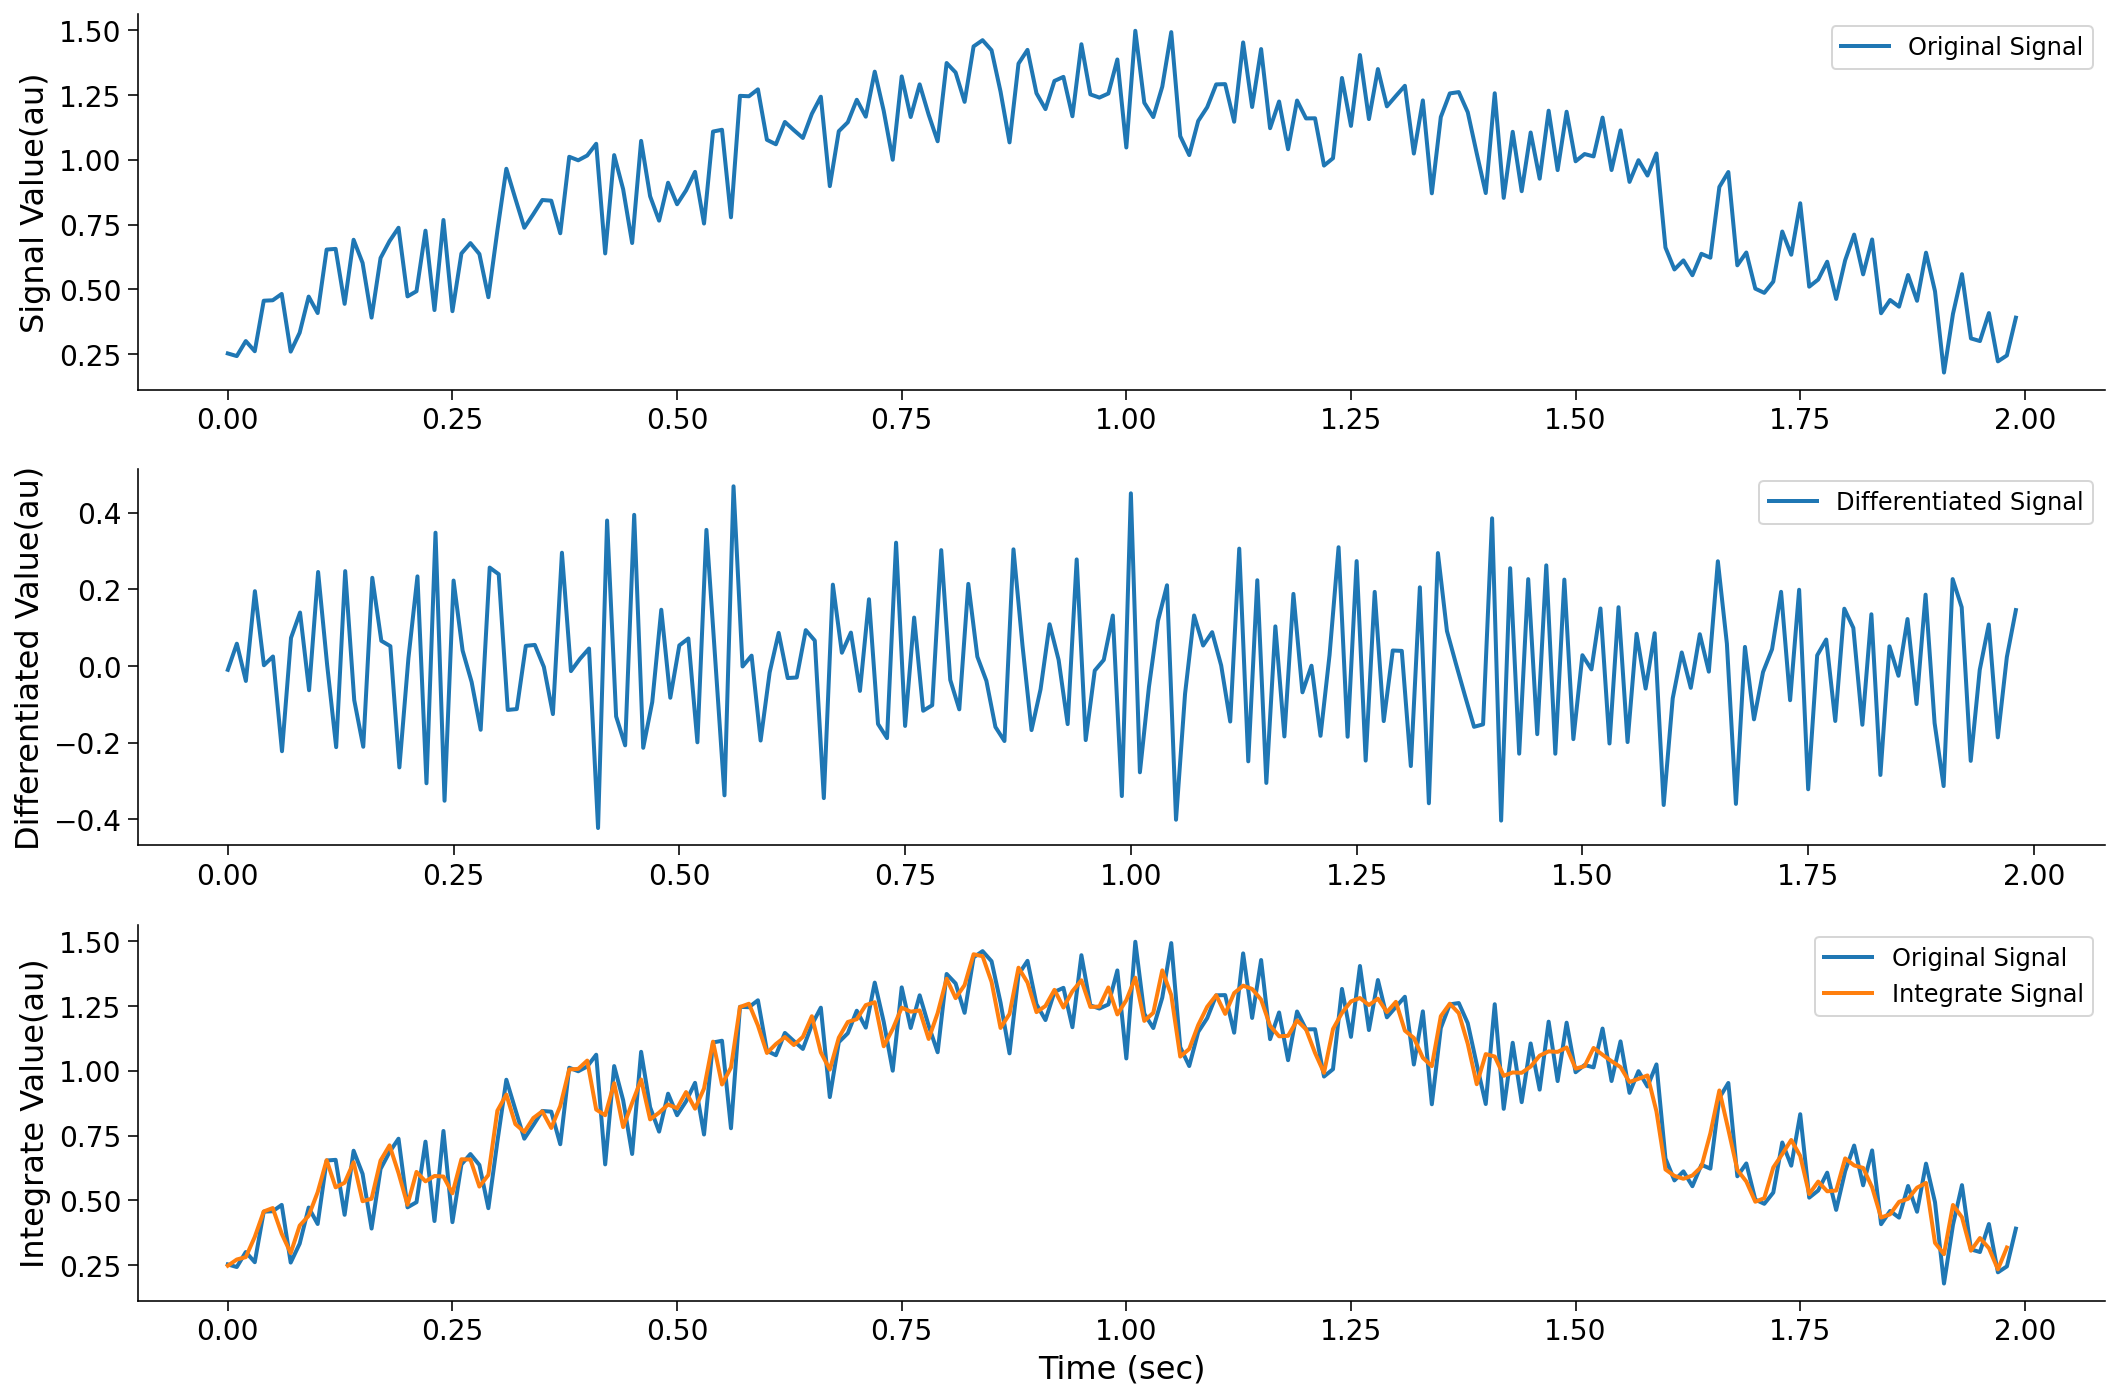 Signal Value(au)
1.50
1.25
1.00
0.75
0.50
0.25
Original Signal
0.00 0.25 0.50 0.75 1.00 1.25 1.50 1.75 2.00
Differentiated Value(au)
0.4
0.2
0.0
−0.2
−0.4
Differentiated Signal
0.00 0.25 0.50 0.75 1.00 1.25 1.50 1.75 2.00
Integrate Value(au)
1.50
1.25
1.00
0.75
0.50
0.25
Original Signal
Integrate Signal
0.00 0.25 0.50 0.75 1.00 1.25 1.50 1.75 2.00
Time (sec)